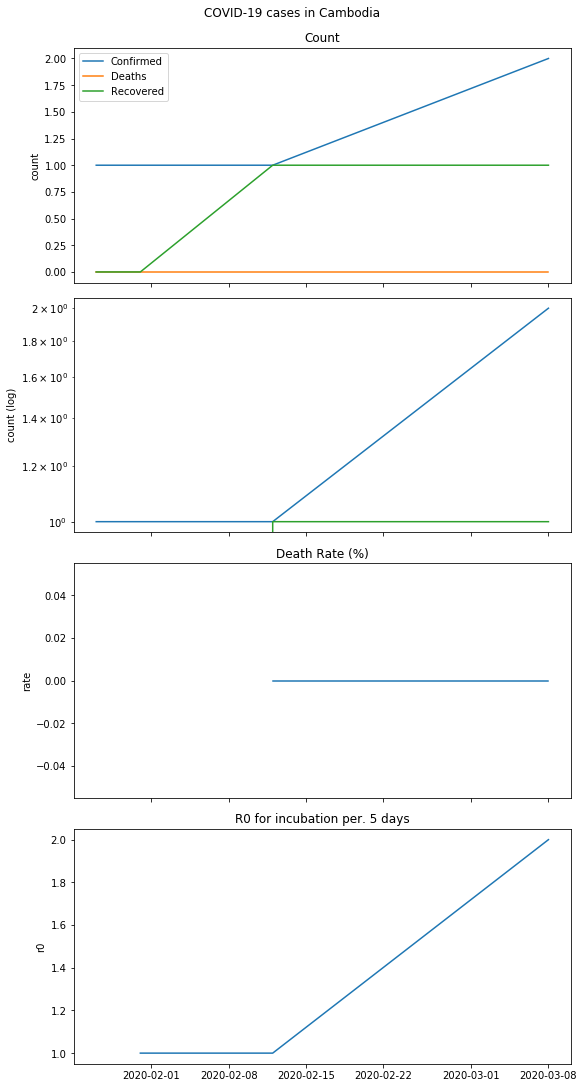 COVID-19 cases in Cambodia
Count
Confirmed
Deaths
Recovered
2.00
1.75
1.50
1.25
1.00
0.75
0.50
0.25
0.00
count
2 × 10⁰
1.8 × 10⁰
1.6 × 10⁰
1.4 × 10⁰
1.2 × 10⁰
10⁰
count (log)
Death Rate (%)
0.04
0.02
0.00
−0.02
−0.04
rate
R0 for incubation per. 5 days
2.0
1.8
1.6
1.4
1.2
1.0
r0
2020-02-01 2020-02-08 2020-02-15 2020-02-22 2020-03-01 2020-03-08